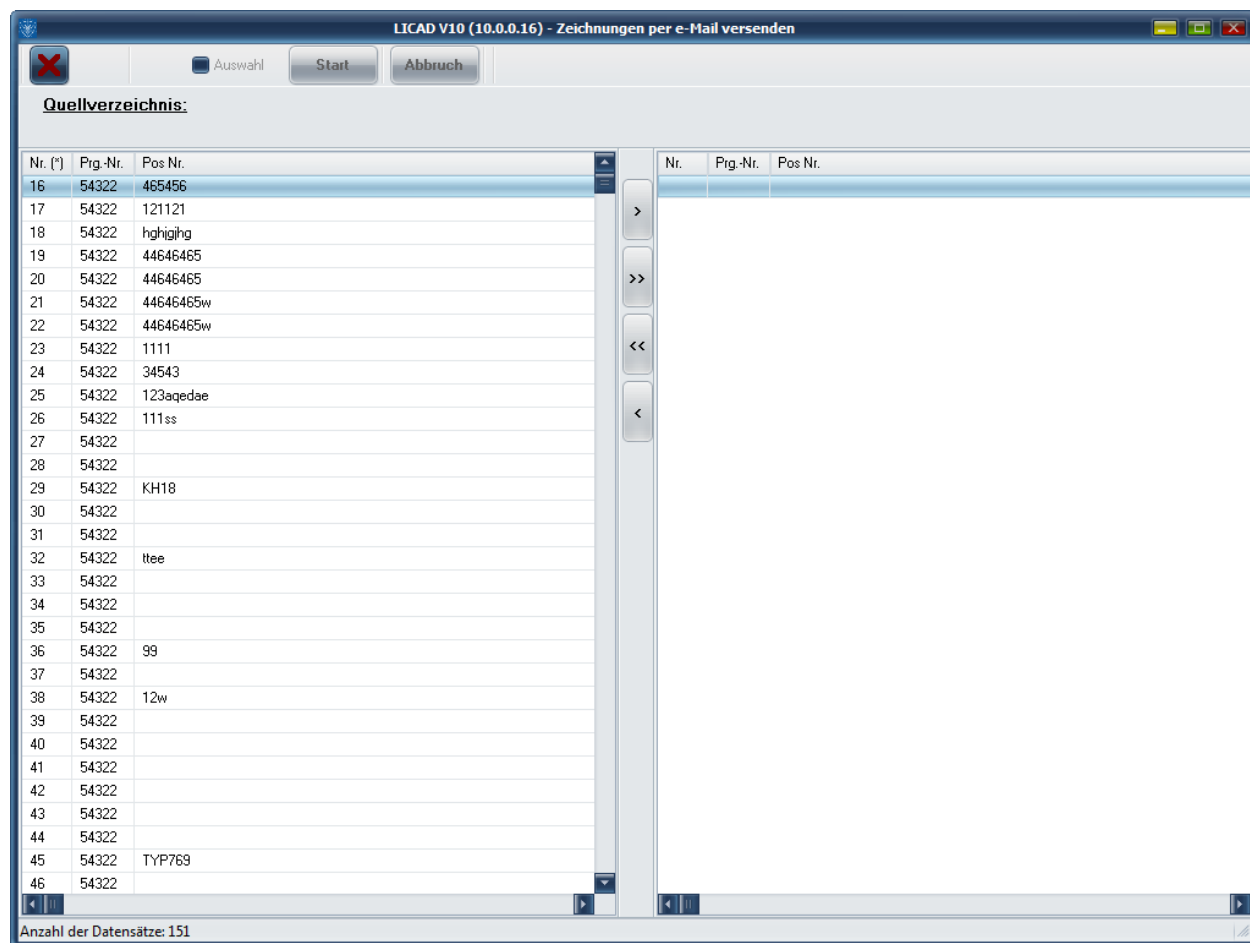 LICAD V10 (10.0.0.16) - Zeichnungen per e-Mail versenden
Auswahl Start Abbruch
Quellverzeichnis:
Nr. (*) Prg.-Nr. Pos Nr. Nr. Prg.-Nr. Pos Nr.
16 54322 465456
17 54322 121121 >
18 54322 hghjgjhg
19 54322 44646465
20 54322 44646465 >>
21 54322 44646465w
22 54322 44646465w
23 54322 1111 <<
24 54322 34543
25 54322 123aqedae
26 54322 111ss <
27 54322
28 54322
29 54322 KH18
30 54322
31 54322
32 54322 ttee
33 54322
34 54322
35 54322
36 54322 99
37 54322
38 54322 12w
39 54322
40 54322
41 54322
42 54322
43 54322
44 54322
45 54322 TYP769
46 54322
Anzahl der Datensätze: 151